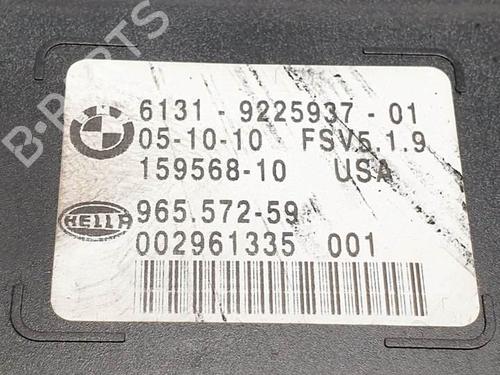 B-PARTS
BMW
6131 - 9225937 - 01
05-10-10 FSV5.1.9
159568-10 USA
HELLA
965.572-59
002961335 001